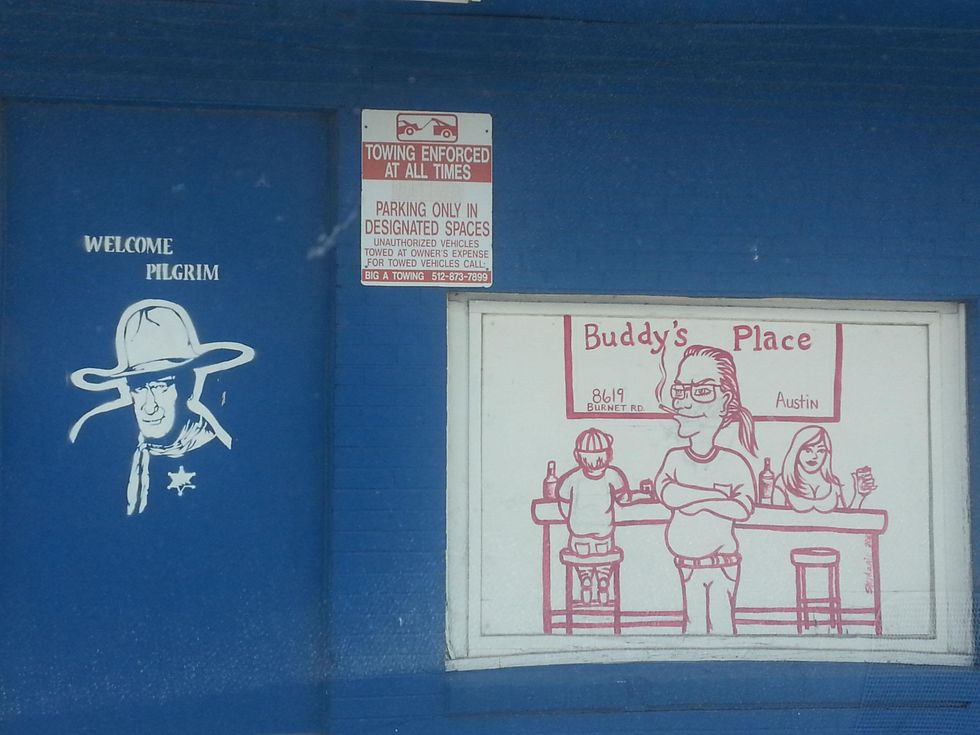 WELCOME
PILGRIM
TOWING ENFORCED
AT ALL TIMES
PARKING ONLY IN
DESIGNATED SPACES
UNAUTHORIZED VEHICLES
TOWED AT OWNER'S EXPENSE
FOR TOWED VEHICLES CALL:
BIG A TOWING 512-873-7899
Buddy's Place
8619
BURNET RD.
Austin